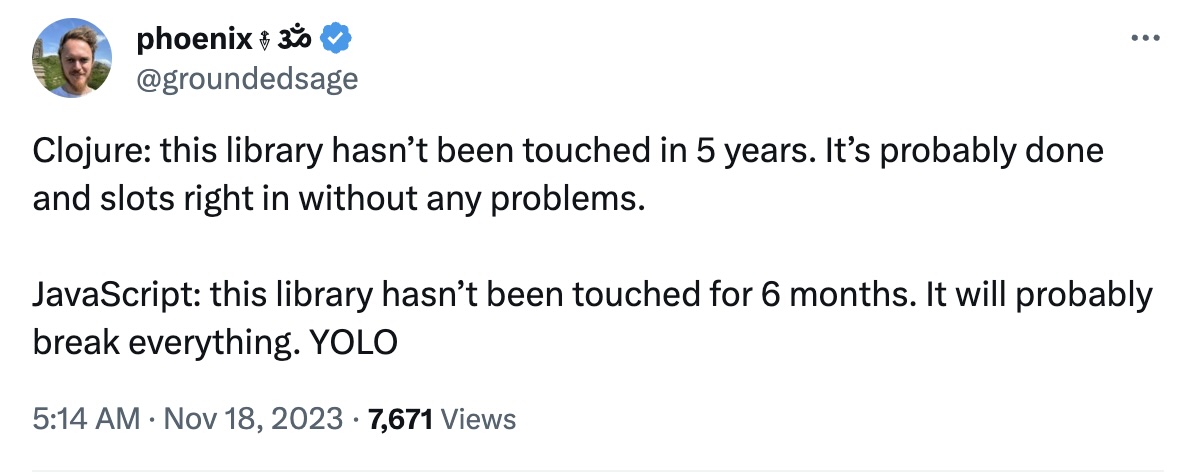 phoenix ⚕ ૐ
@groundedsage
Clojure: this library hasn’t been touched in 5 years. It’s probably done
and slots right in without any problems.
JavaScript: this library hasn’t been touched for 6 months. It will probably
break everything. YOLO
5:14 AM · Nov 18, 2023 · 7,671 Views